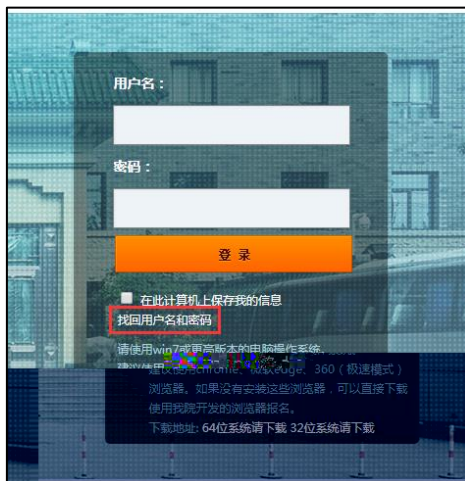 用户名：
密码：
登 录
在此计算机上保存我的信息
找回用户名和密码
请使用win7或更高版本的电脑操作系统，
建议使用
360（极速模式）
浏览器。如果没有安装这些浏览器，可以直接下载
使用我院开发的浏览器报名。
下载地址: 64位系统请下载 32位系统请下载